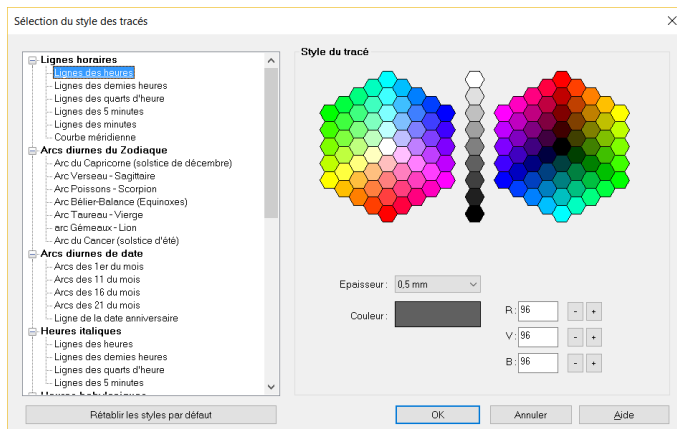 Sélection du style des tracés
Lignes horaires
Lignes des heures
Lignes des demies heures
Lignes des quarts d'heure
Lignes des 5 minutes
Lignes des minutes
Courbe méridienne
Arcs diurnes du Zodiaque
Arc du Capricorne (solstice de décembre)
Arc Verseau - Sagittaire
Arc Poissons - Scorpion
Arc Bélier-Balance (Equinoxes)
Arc Taureau - Vierge
arc Gémeaux - Lion
Arc du Cancer (solstice d'été)
Arcs diurnes de date
Arcs des 1er du mois
Arcs des 11 du mois
Arcs des 16 du mois
Arcs des 21 du mois
Ligne de la date anniversaire
Heures italiques
Lignes des heures
Lignes des demies heures
Lignes des quarts d'heure
Lignes des 5 minutes
Heures babyloniques
Rétablir les styles par défaut
Style du tracé
Epaisseur : 0,5 mm
Couleur :
R : 96 - +
V : 96 - +
B : 96 - +
OK Annuler Aide